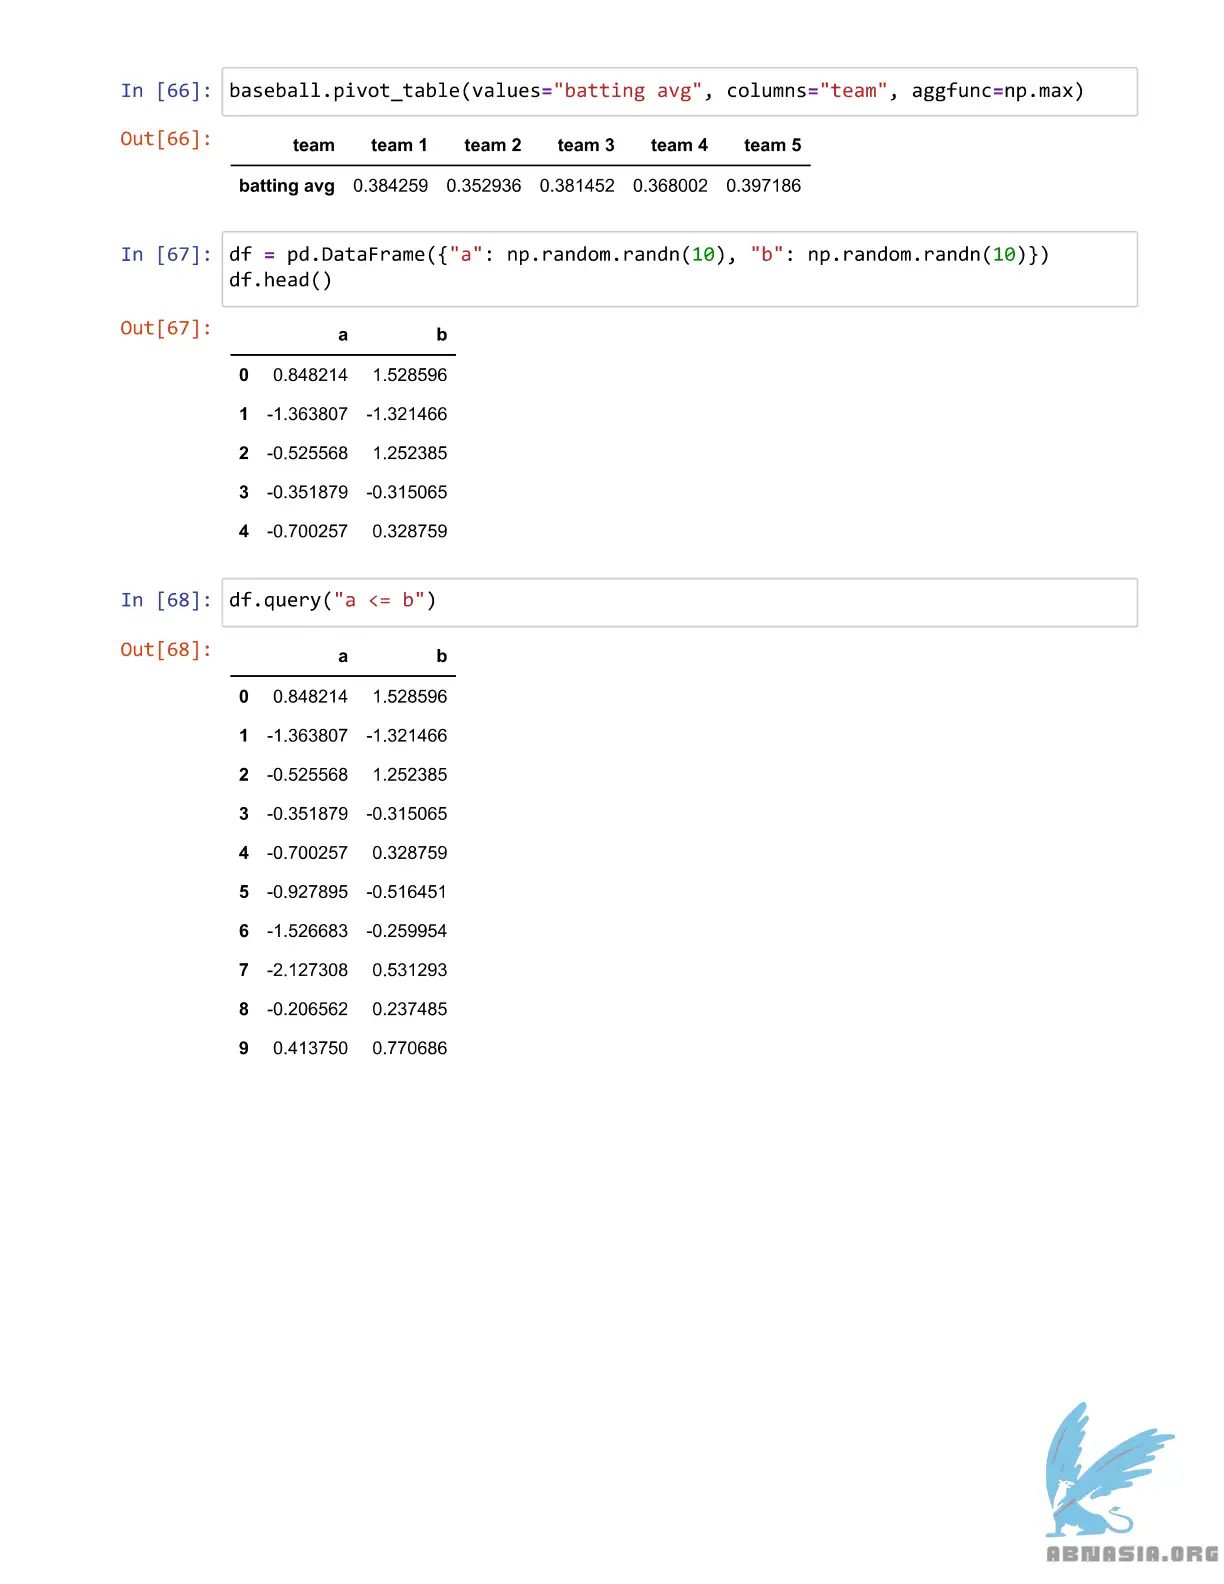 In [66]: baseball.pivot_table(values="batting avg", columns="team", aggfunc=np.max)
Out[66]:
team team 1 team 2 team 3 team 4 team 5
batting avg 0.384259 0.352936 0.381452 0.368002 0.397186
In [67]: df = pd.DataFrame({"a": np.random.randn(10), "b": np.random.randn(10)})
df.head()
Out[67]:
a b
0 0.848214 1.528596
1 -1.363807 -1.321466
2 -0.525568 1.252385
3 -0.351879 -0.315065
4 -0.700257 0.328759
In [68]: df.query("a <= b")
Out[68]:
a b
0 0.848214 1.528596
1 -1.363807 -1.321466
2 -0.525568 1.252385
3 -0.351879 -0.315065
4 -0.700257 0.328759
5 -0.927895 -0.516451
6 -1.526683 -0.259954
7 -2.127308 0.531293
8 -0.206562 0.237485
9 0.413750 0.770686
ABNASIA.ORG